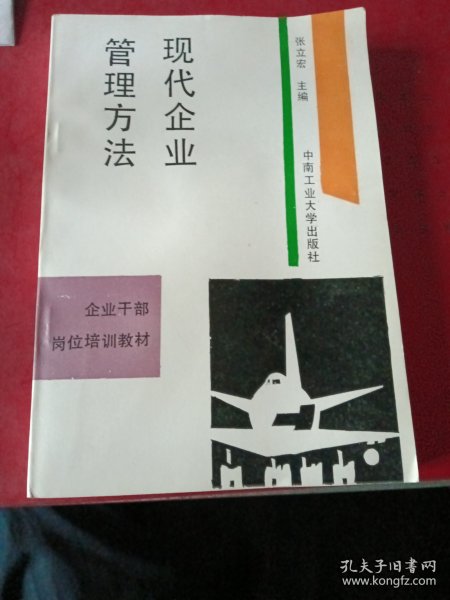 现代企业
管理方法
张立宏 主编
中南工业大学出版社
企业干部
岗位培训教材
孔夫子旧书网
www.kongfz.com